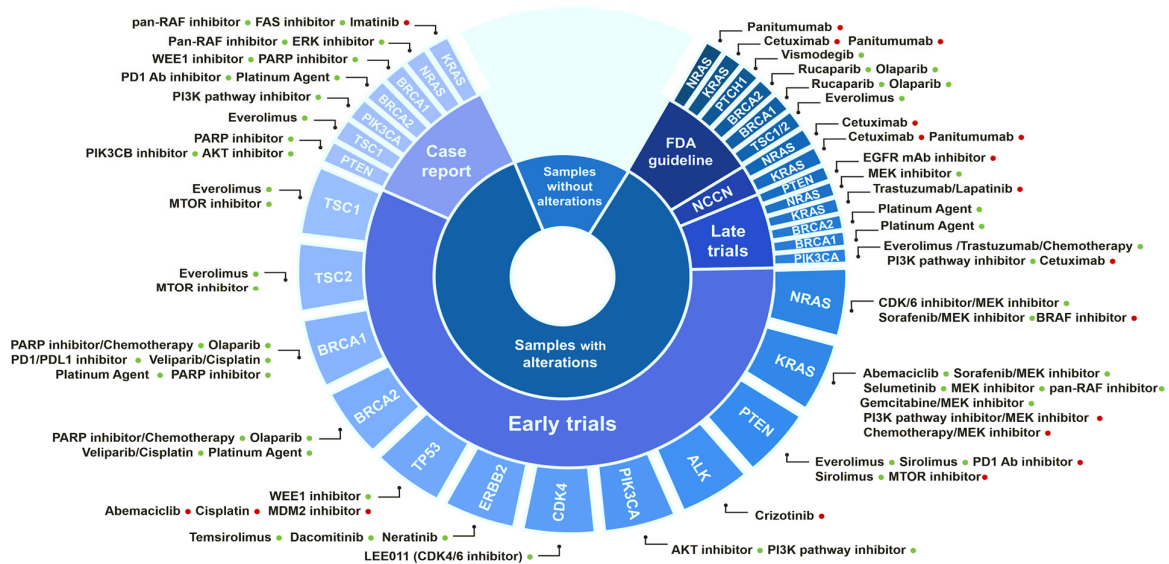 pan-RAF inhibitor FAS inhibitor Imatinib
Pan-RAF inhibitor ERK inhibitor
WEE1 inhibitor PARP inhibitor
PD1 Ab inhibitor Platinum Agent
PI3K pathway inhibitor
Everolimus
PARP inhibitor
PIK3CB inhibitor AKT inhibitor
Everolimus
MTOR inhibitor
Everolimus
MTOR inhibitor
PARP inhibitor/Chemotherapy Olaparib
PD1/PDL1 inhibitor Veliparib/Cisplatin
Platinum Agent PARP inhibitor
PARP inhibitor/Chemotherapy Olaparib
Veliparib/Cisplatin Platinum Agent
WEE1 inhibitor
Abemaciclib Cisplatin MDM2 inhibitor
Temsirolimus Dacomitinib Neratinib
LEE011 (CDK4/6 inhibitor)
KRAS
NRAS
BRCA1
BRCA2
PIK3CA
TSC1
PTEN
TSC1
TSC2
BRCA1
BRCA2
TP53
ERBB2
CDK4
PIK3CA
ALK
PTEN
KRAS
NRAS
Case
report
Samples
without
alterations
FDA
guideline
NCCN
Late
trials
Samples with
alterations
Early trials
NRAS
KRAS
PTCH1
BRCA2
BRCA1
TSC1/2
NRAS
KRAS
PTEN
NRAS
KRAS
BRCA2
BRCA1
PIK3CA
Panitumumab
Cetuximab Panitumumab
Vismodegib
Rucaparib Olaparib
Rucaparib Olaparib
Everolimus
Cetuximab
Cetuximab Panitumumab
EGFR mAb inhibitor
MEK inhibitor
Trastuzumab/Lapatinib
Platinum Agent
Platinum Agent
Everolimus /Trastuzumab/Chemotherapy
PI3K pathway inhibitor Cetuximab
CDK/6 inhibitor/MEK inhibitor
Sorafenib/MEK inhibitor BRAF inhibitor
Abemaciclib Sorafenib/MEK inhibitor
Selumetinib MEK inhibitor pan-RAF inhibitor
Gemcitabine/MEK inhibitor
PI3K pathway inhibitor/MEK inhibitor
Chemotherapy/MEK inhibitor
Everolimus Sirolimus PD1 Ab inhibitor
Sirolimus MTOR inhibitor
Crizotinib
AKT inhibitor PI3K pathway inhibitor